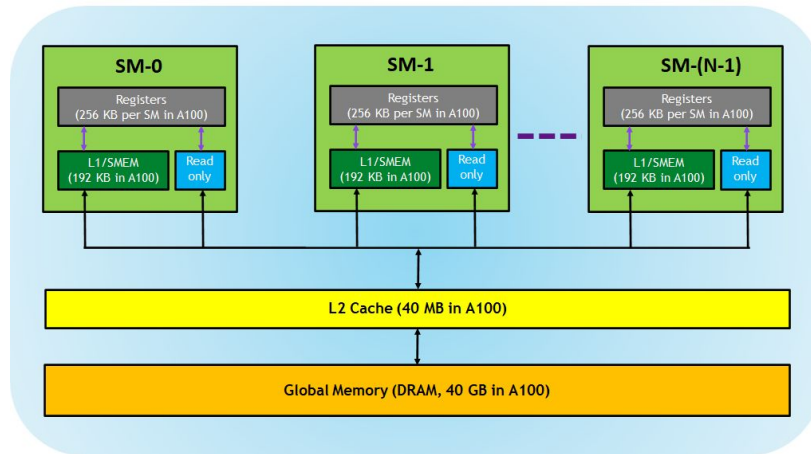 SM-0
Registers
(256 KB per SM in A100)
L1/SMEM
(192 KB in A100)
Read
only
SM-1
Registers
(256 KB per SM in A100)
L1/SMEM
(192 KB in A100)
Read
only
SM-(N-1)
Registers
(256 KB per SM in A100)
L1/SMEM
(192 KB in A100)
Read
only
L2 Cache (40 MB in A100)
Global Memory (DRAM, 40 GB in A100)